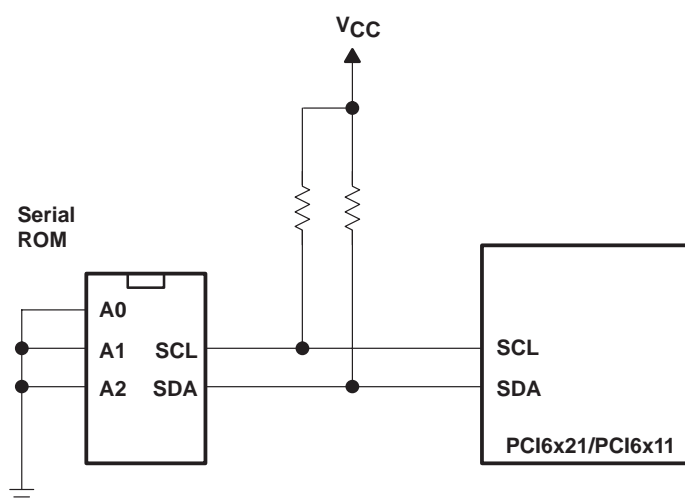 VCC
Serial
ROM
A0
A1 SCL
A2 SDA
SCL
SDA
PCI6x21/PCI6x11